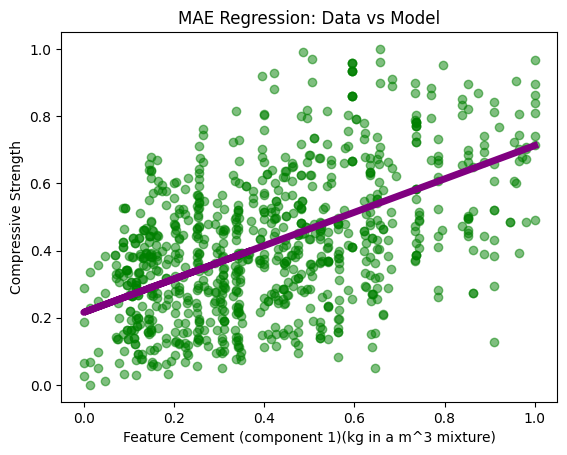 MAE Regression: Data vs Model
Compressive Strength
1.0
0.8
0.6
0.4
0.2
0.0
0.0 0.2 0.4 0.6 0.8 1.0
Feature Cement (component 1)(kg in a m^3 mixture)